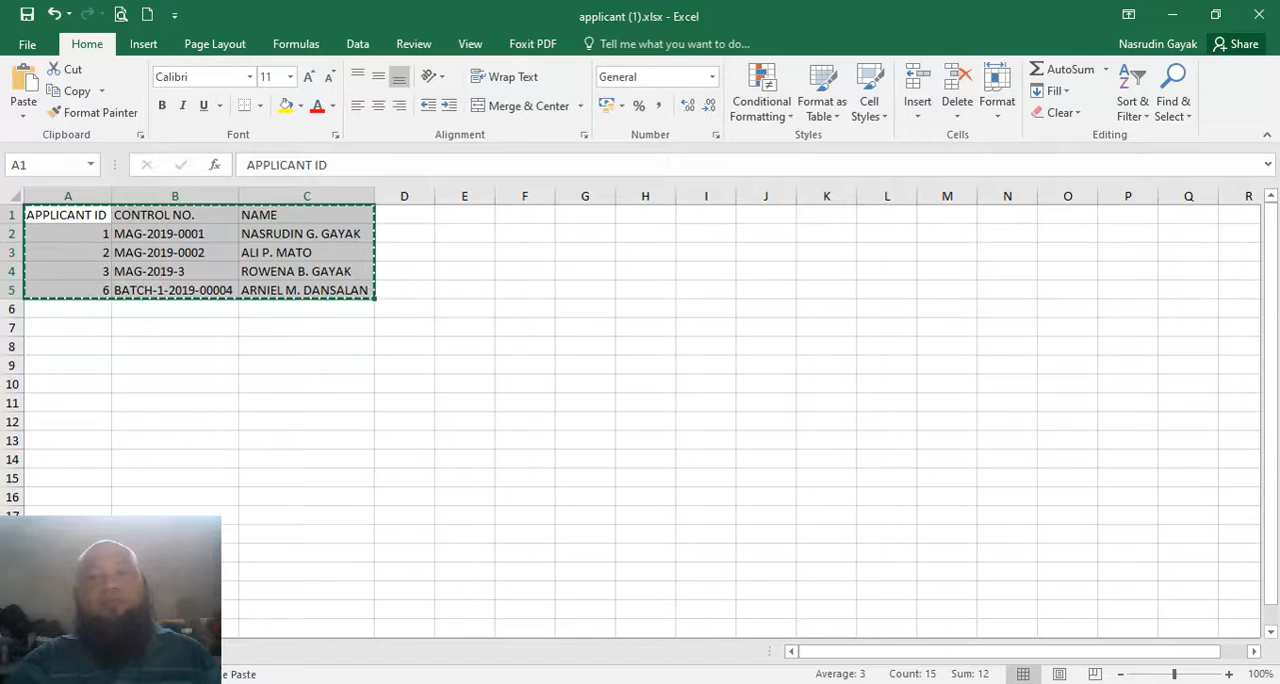 applicant (1).xlsx - Excel
File Home Insert Page Layout Formulas Data Review View Foxit PDF Tell me what you want to do... Nasrudin Gayak Share
Paste
Cut
Copy
Format Painter
Clipboard
Calibri 11
B I U
Font
Wrap Text
Merge & Center
Alignment
General
%
Number
Conditional Formatting
Format as Table
Cell Styles
Styles
Insert
Delete
Format
Cells
AutoSum
Fill
Clear
Sort & Filter
Find & Select
Editing
A1 fx APPLICANT ID
A B C D E F G H I J K L M N O P Q R
1 APPLICANT ID CONTROL NO. NAME
2 1 MAG-2019-0001 NASRUDIN G. GAYAK
3 2 MAG-2019-0002 ALI P. MATO
4 3 MAG-2019-3 ROWENA B. GAYAK
5 6 BATCH-1-2019-00004 ARNIEL M. DANSALAN
6
7
8
9
10
11
12
13
14
15
16
17
e Paste Average: 3 Count: 15 Sum: 12 100%